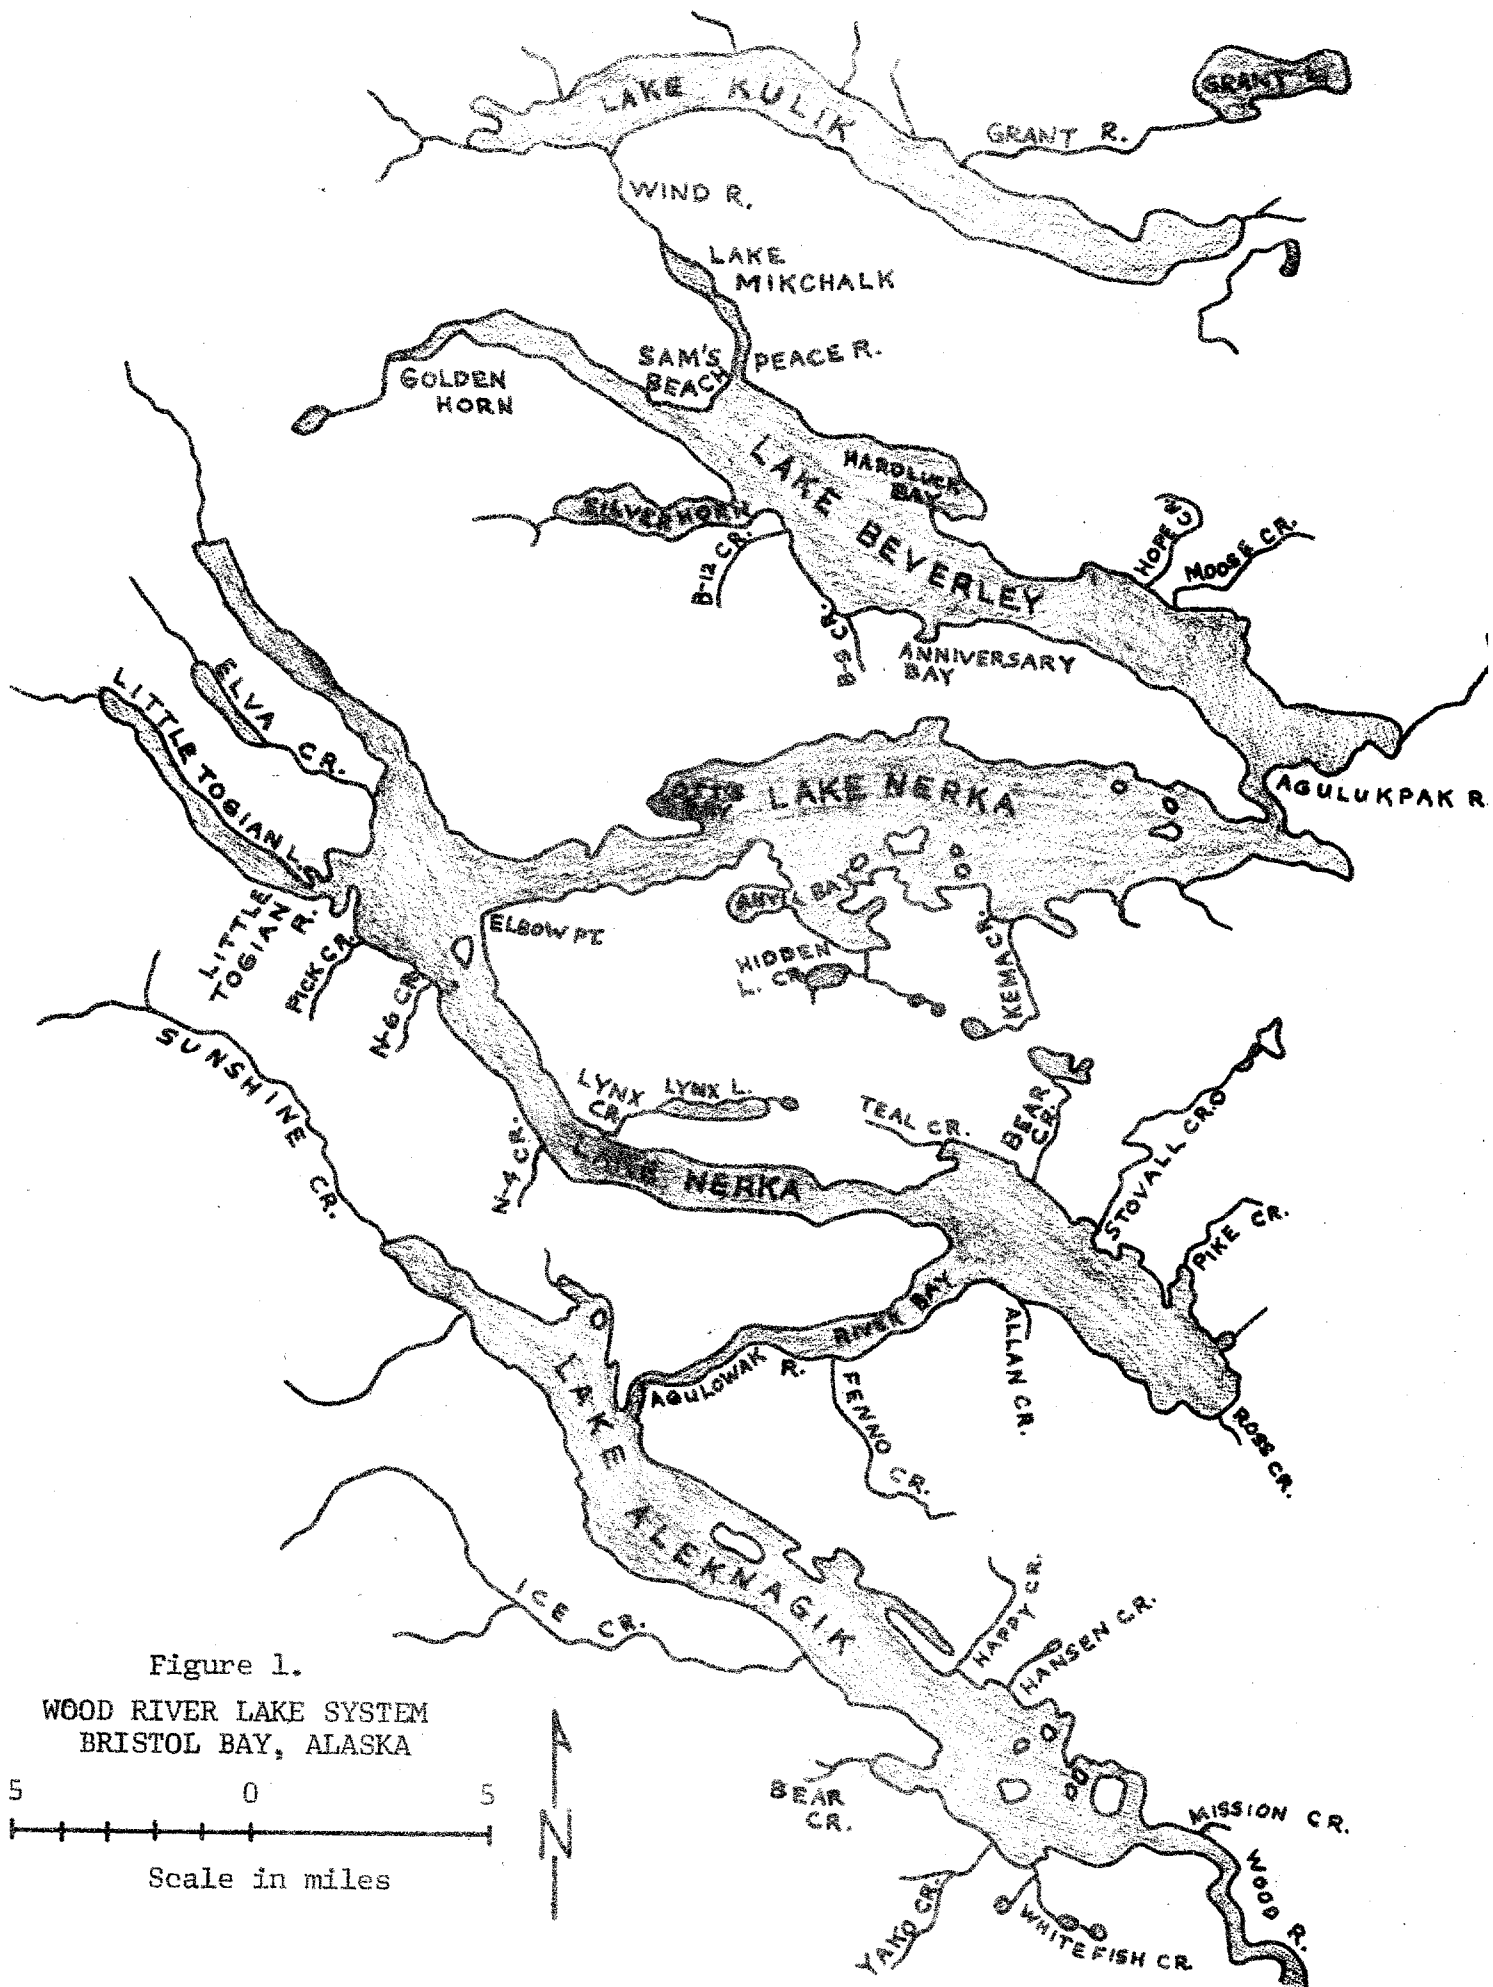 LAKE KULIK
GRANT L.
GRANT R.
WIND R.
LAKE
MIKCHALK
SAM'S
BEACH
PEACE R.
GOLDEN
HORN
LAKE BEVERLEY
HARDLUCK
BAY
SILVERHORN
B-12 CR.
HOPE CR.
MOOSE CR.
B-9 CR.
ANNIVERSARY
BAY
ELVA CR.
LITTLE TOGIAN L.
LAKE NERKA
AGULUKPAK R.
LITTLE
TOGIAN
R.
ELBOW PT.
BAY
HIDDEN
L. CR.
KEMA CR.
PICK CR.
N-6 CR.
SUNSHINE CR.
LYNX
CR.
LYNX L.
TEAL CR.
BEAR
CR.
STOVALL CR.
N-4 CR.
LAKE NERKA
PIKE CR.
RIVER BAY
AGULOWAK R.
ALLAN CR.
FENNO CR.
ROSS CR.
LAKE ALEKNAGIK
ICE CR.
HAPPY CR.
HANSEN CR.
BEAR
CR.
MISSION CR.
WOOD R.
YAKO CR.
WHITEFISH CR.
Figure 1.
WOOD RIVER LAKE SYSTEM
BRISTOL BAY, ALASKA
5 0 5
Scale in miles
N